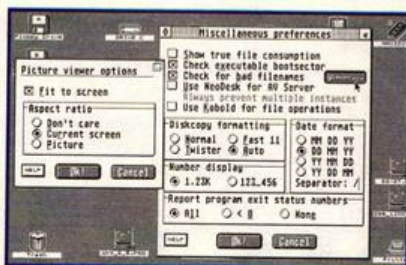 Picture viewer options
Fit to screen
Aspect ratio
Don't care
Current screen
Picture
HELP
Ok!
Cancel
Miscellaneous preferences
Show true file consumption
Check executable bootsector
Check for bad filenames
Use NeoDesk for AV Server
Always prevent multiple instances
Use Kobold for file operations
Diskcopy formatting
Normal
Fast 11
Twister
Auto
Date format
MM DD YY
DD MM YY
YY MM DD
YY DD MM
Separator: /
Number display
1.23K
123,456
Report program exit status numbers
All
< 0
None
HELP
Ok!
Cancel
Trash